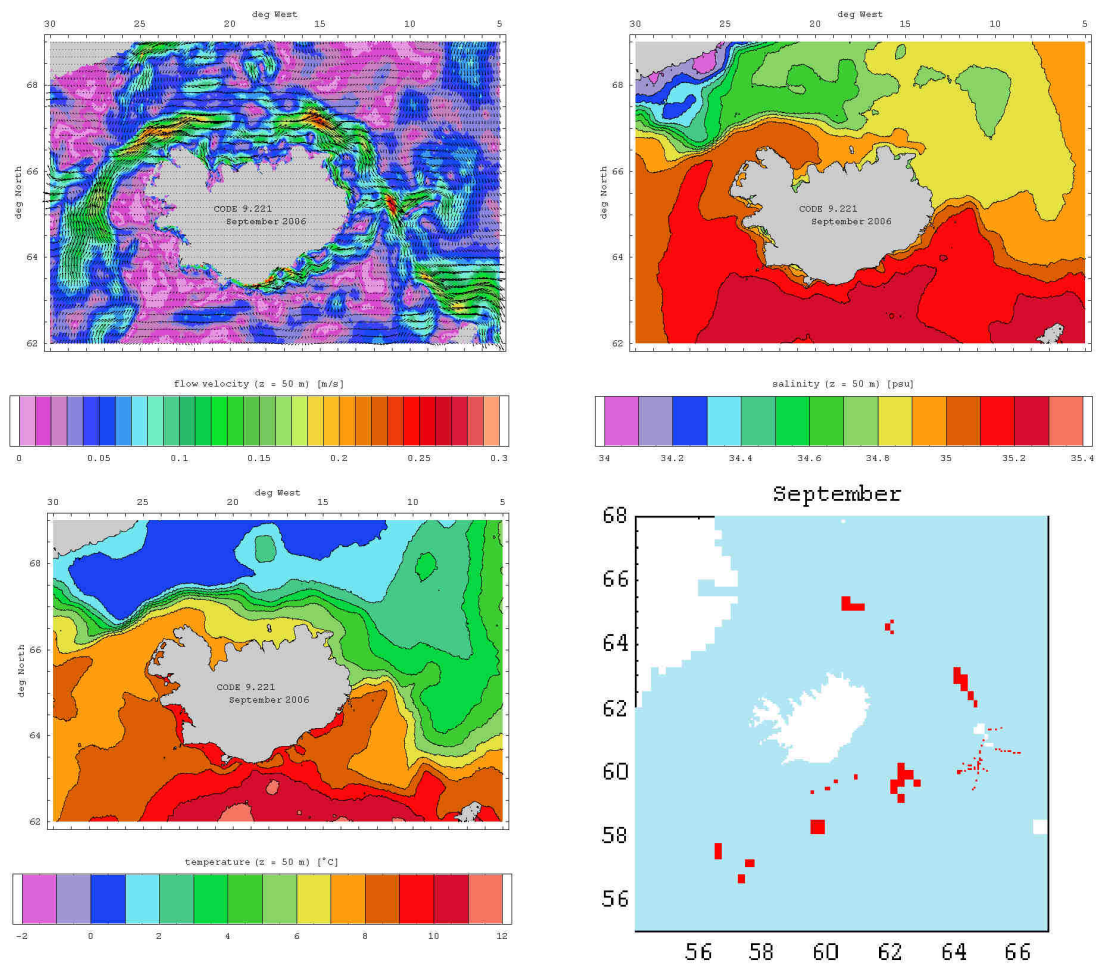 deg West
30 25 20 15 10 5
68
66
64
62
deg North
CODE 9.221
September 2006
flow velocity (z = 50 m) [m/s]
0 0.05 0.1 0.15 0.2 0.25 0.3
deg West
30 25 20 15 10 5
68
66
64
62
deg North
CODE 9.221
September 2006
salinity (z = 50 m) [psu]
34 34.2 34.4 34.6 34.8 35 35.2 35.4
deg West
30 25 20 15 10 5
68
66
64
62
deg North
CODE 9.221
September 2006
temperature (z = 50 m) [°C]
-2 0 2 4 6 8 10 12
September
68
66
64
62
60
58
56
56 58 60 62 64 66